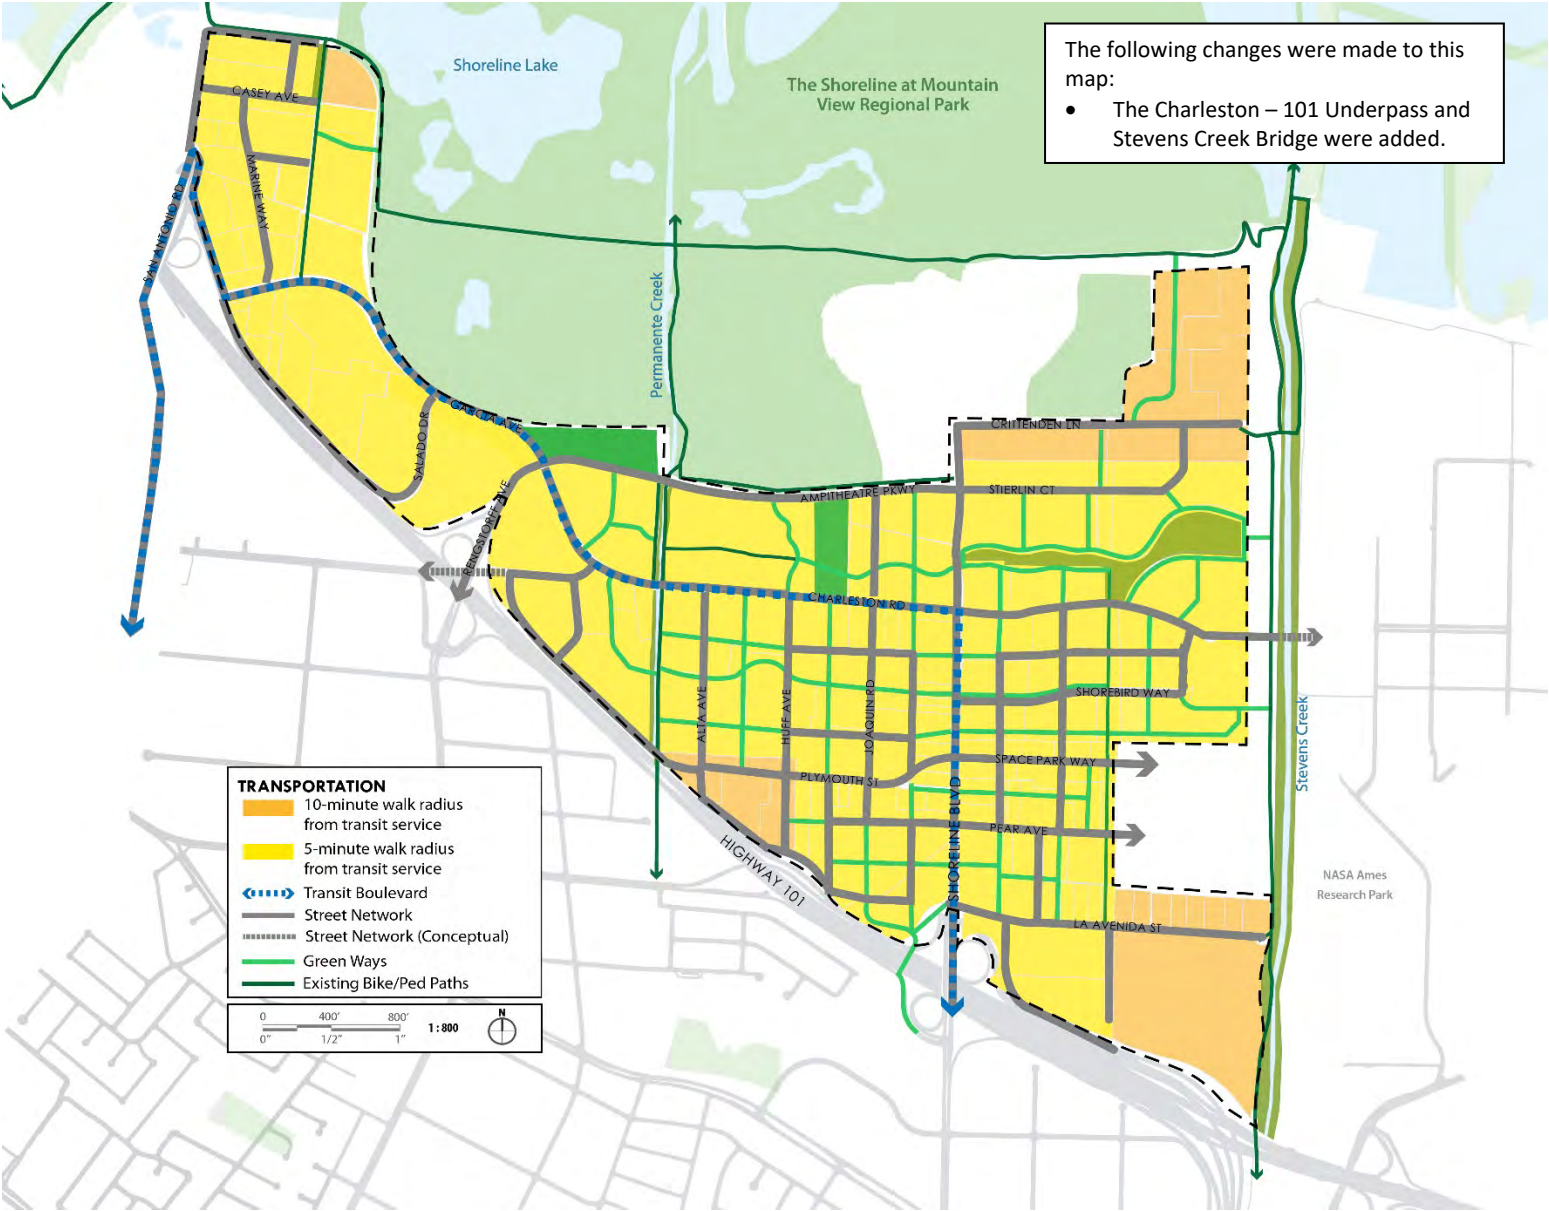 The following changes were made to this
map:
• The Charleston – 101 Underpass and
Stevens Creek Bridge were added.
Shoreline Lake
The Shoreline at Mountain
View Regional Park
CASEY AVE
MARINE WAY
SAN ANTONIO RD
Permanente Creek
GARCIA AVE
SALADO DR
RENGSTORFF AVE
CRITTENDEN LN
AMPITHEATRE PKWY
STIERLIN CT
CHARLESTON RD
ALTA AVE
HUFF AVE
JOAQUIN RD
SHOREBIRD WAY
SPACE PARK WAY
PLYMOUTH ST
PEAR AVE
SHORELINE BLVD
LA AVENIDA ST
HIGHWAY 101
Stevens Creek
NASA Ames
Research Park
TRANSPORTATION
10-minute walk radius
from transit service
5-minute walk radius
from transit service
Transit Boulevard
Street Network
Street Network (Conceptual)
Green Ways
Existing Bike/Ped Paths
0 400' 800'
0" 1/2" 1"
1:800
N